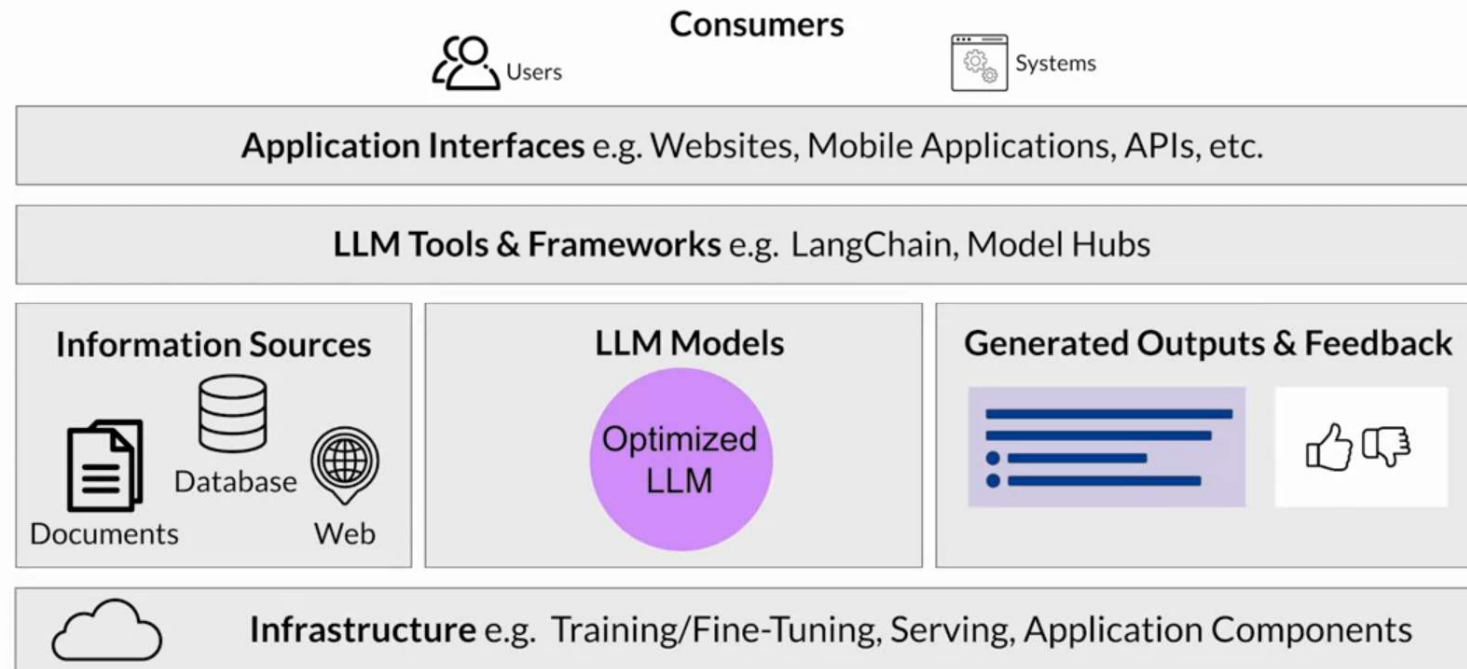 Consumers
Users
Systems
Application Interfaces e.g. Websites, Mobile Applications, APIs, etc.
LLM Tools & Frameworks e.g. LangChain, Model Hubs
Information Sources
Documents
Database
Web
LLM Models
Optimized
LLM
Generated Outputs & Feedback
Infrastructure e.g. Training/Fine-Tuning, Serving, Application Components